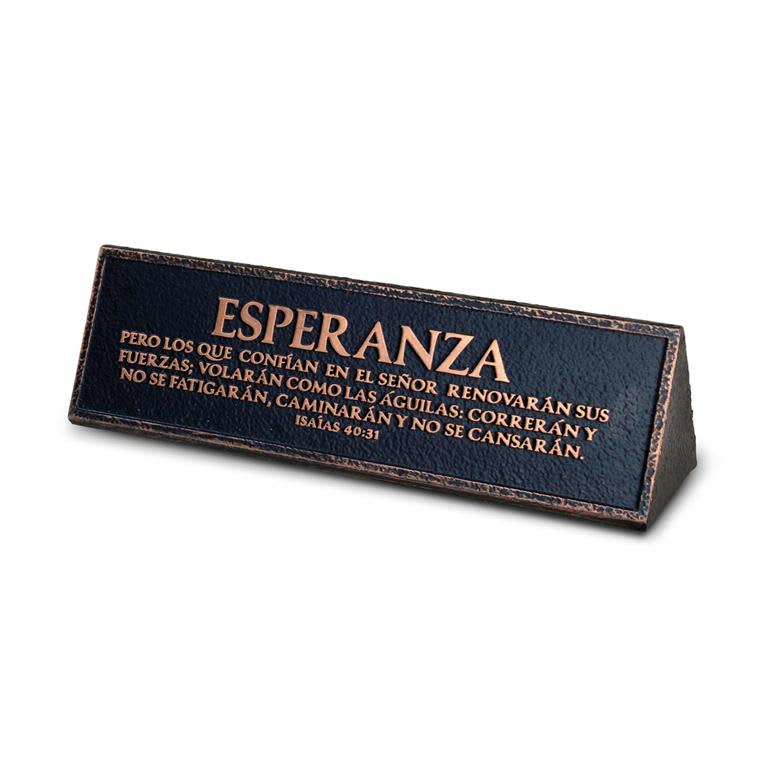 ESPERANZA
PERO LOS QUE CONFÍAN EN EL SEÑOR RENOVARÁN SUS
FUERZAS; VOLARÁN COMO LAS ÁGUILAS: CORRERÁN Y
NO SE FATIGARÁN, CAMINARÁN Y NO SE CANSARÁN.
ISAÍAS 40:31